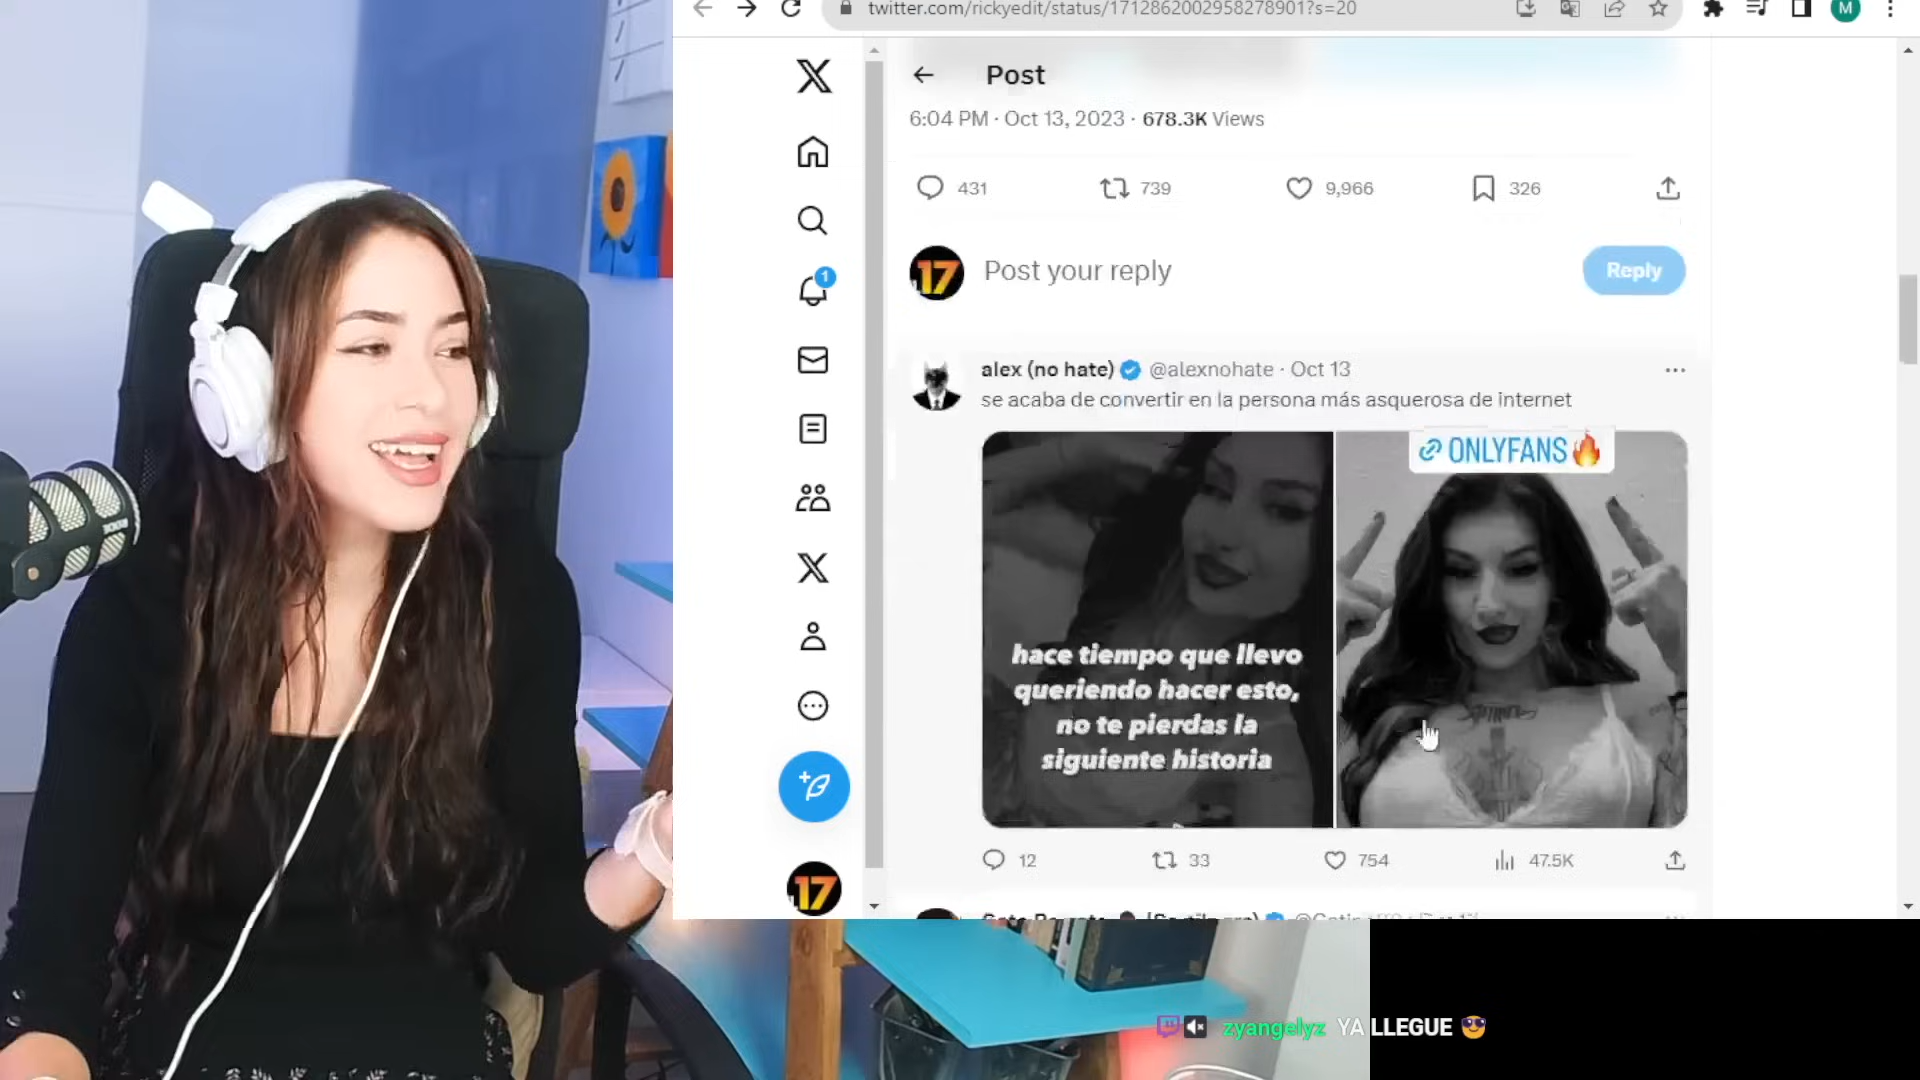 twitter.com/rickyedit/status/1712862002958278901?s=20
M
Post
6:04 PM · Oct 13, 2023 · 678.3K Views
431
739
9,966
326
17
Post your reply
Reply
1
alex (no hate) @alexnohate · Oct 13
se acaba de convertir en la persona más asquerosa de internet
ONLYFANS🔥
hace tiempo que llevo
queriendo hacer esto,
no te pierdas la
siguiente historia
12
33
754
47.5K
17
zyangelyz YA LLEGUE 😎